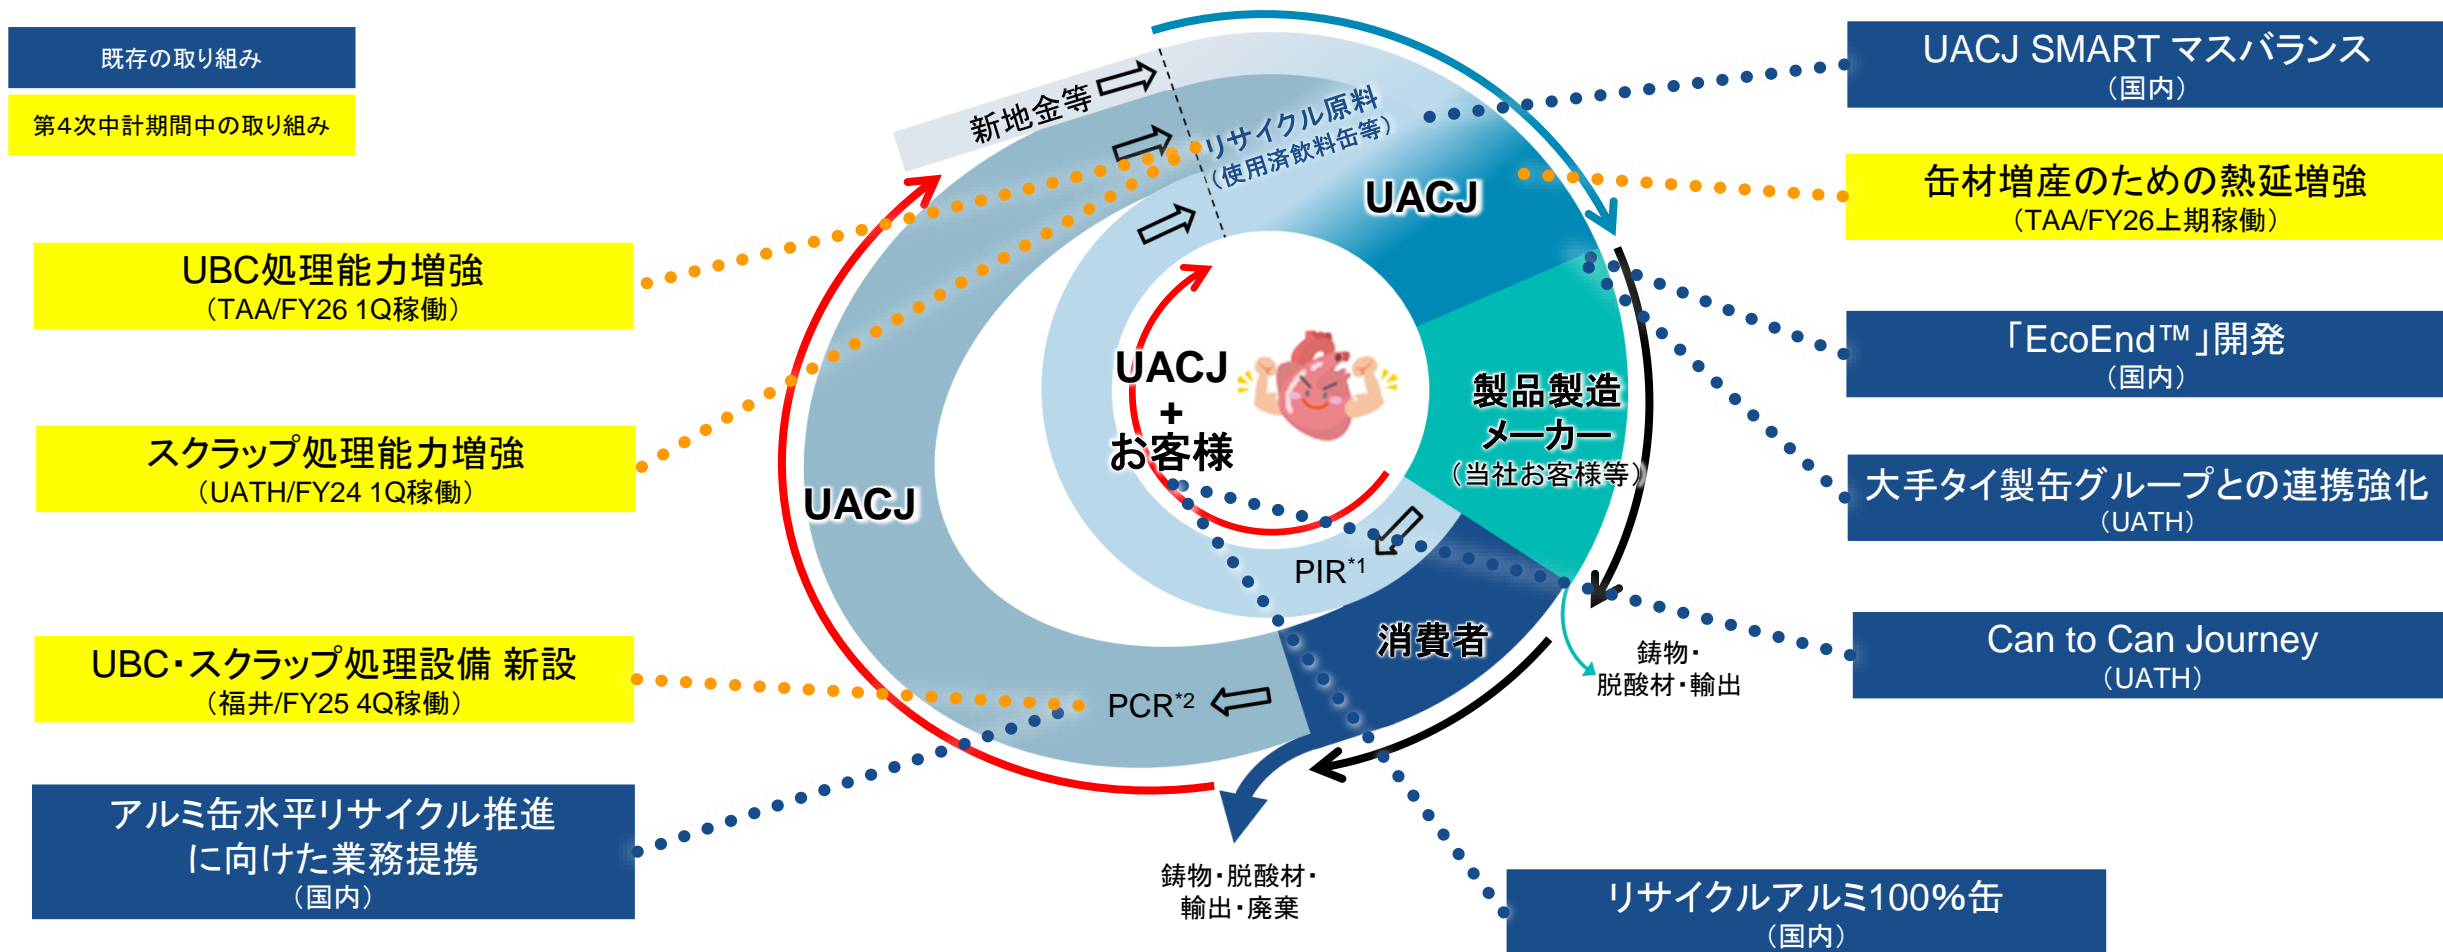 既存の取り組み
第4次中計期間中の取り組み
UBC処理能力増強
（TAA/FY26 1Q稼働）
スクラップ処理能力増強
（UATH/FY24 1Q稼働）
UBC・スクラップ処理設備 新設
（福井/FY25 4Q稼働）
アルミ缶水平リサイクル推進
に向けた業務提携
（国内）
新地金等
リサイクル原料
（使用済飲料缶等）
UACJ
UACJ
+
お客様
UACJ
製品製造
メーカー
（当社お客様等）
PIR*1
消費者
PCR*2
鋳物・
脱酸材・輸出
鋳物・脱酸材・
輸出・廃棄
UACJ SMART マスバランス
（国内）
缶材増産のための熱延増強
（TAA/FY26上期稼働）
「EcoEnd™」開発
（国内）
大手タイ製缶グループとの連携強化
（UATH）
Can to Can Journey
（UATH）
リサイクルアルミ100%缶
（国内）